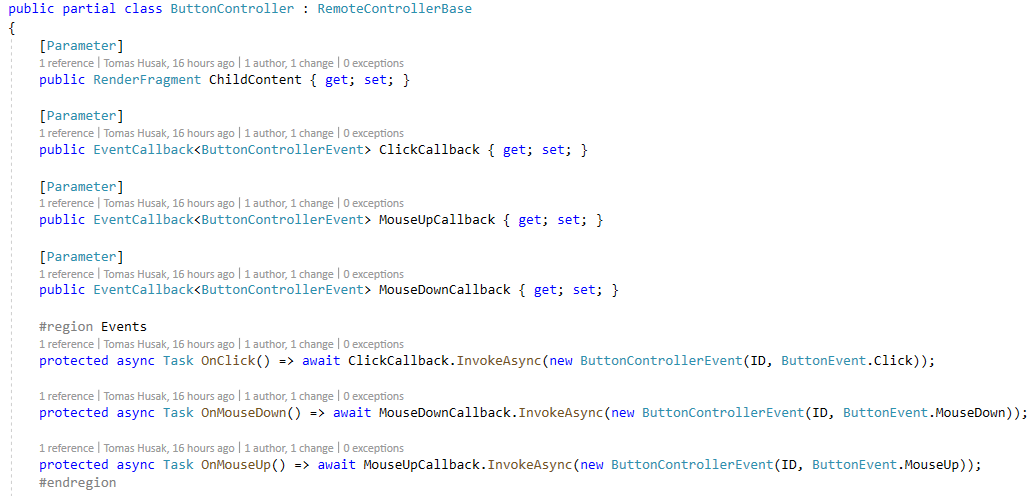 public partial class ButtonController : RemoteControllerBase
{
[Parameter]
1 reference | Tomas Husak, 16 hours ago | 1 author, 1 change | 0 exceptions
public RenderFragment ChildContent { get; set; }
[Parameter]
1 reference | Tomas Husak, 16 hours ago | 1 author, 1 change | 0 exceptions
public EventCallback<ButtonControllerEvent> ClickCallback { get; set; }
[Parameter]
1 reference | Tomas Husak, 16 hours ago | 1 author, 1 change | 0 exceptions
public EventCallback<ButtonControllerEvent> MouseUpCallback { get; set; }
[Parameter]
1 reference | Tomas Husak, 16 hours ago | 1 author, 1 change | 0 exceptions
public EventCallback<ButtonControllerEvent> MouseDownCallback { get; set; }
#region Events
1 reference | Tomas Husak, 16 hours ago | 1 author, 1 change | 0 exceptions
protected async Task OnClick() => await ClickCallback.InvokeAsync(new ButtonControllerEvent(ID, ButtonEvent.Click));
1 reference | Tomas Husak, 16 hours ago | 1 author, 1 change | 0 exceptions
protected async Task OnMouseDown() => await MouseDownCallback.InvokeAsync(new ButtonControllerEvent(ID, ButtonEvent.MouseDown));
1 reference | Tomas Husak, 16 hours ago | 1 author, 1 change | 0 exceptions
protected async Task OnMouseUp() => await MouseUpCallback.InvokeAsync(new ButtonControllerEvent(ID, ButtonEvent.MouseUp));
#endregion